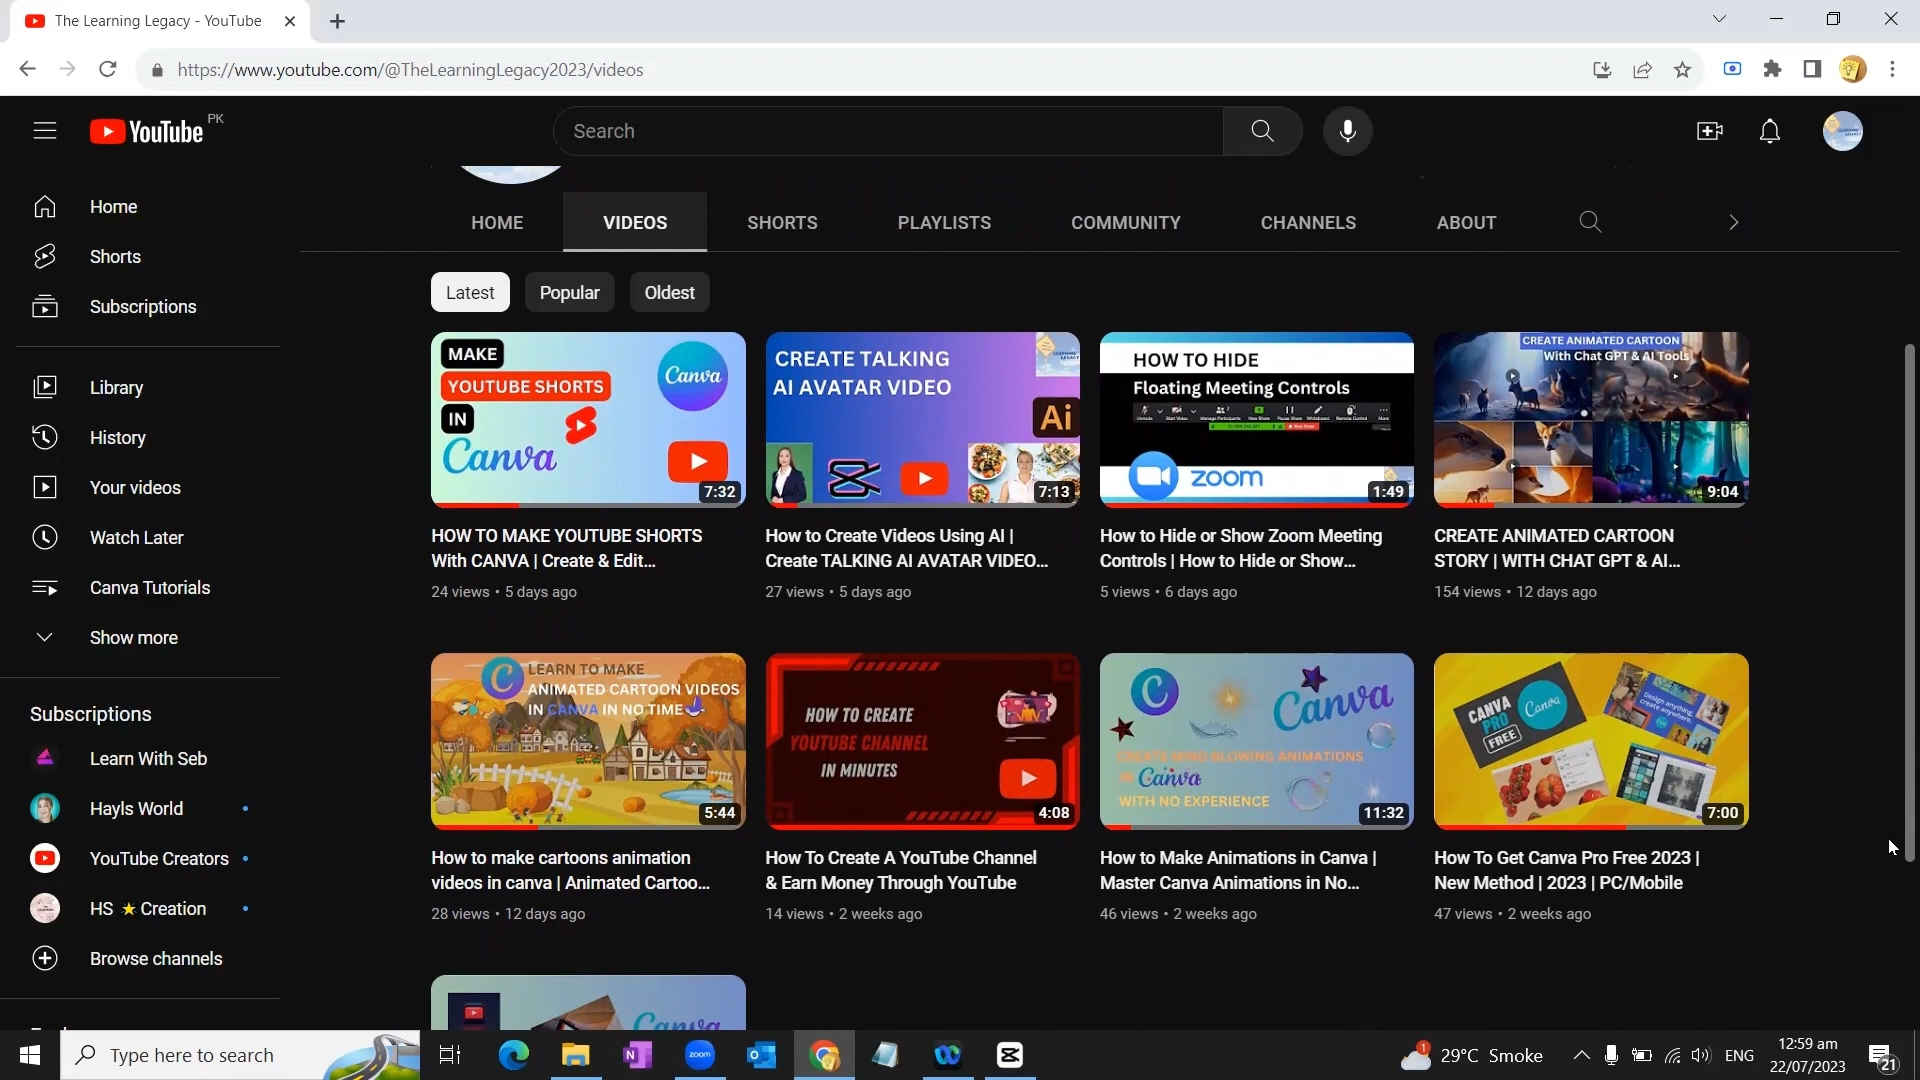 The Learning Legacy - YouTube
https://www.youtube.com/@TheLearningLegacy2023/videos
YouTube PK
Search
Home
Shorts
Subscriptions
Library
History
Your videos
Watch Later
Canva Tutorials
Show more
Subscriptions
Learn With Seb
Hayls World
YouTube Creators
HS ★ Creation
Browse channels
HOME VIDEOS SHORTS PLAYLISTS COMMUNITY CHANNELS ABOUT
Latest Popular Oldest
MAKE
YOUTUBE SHORTS
IN
Canva
Canva
7:32
HOW TO MAKE YOUTUBE SHORTS
With CANVA | Create & Edit...
24 views • 5 days ago
CREATE TALKING
AI AVATAR VIDEO
Ai
7:13
How to Create Videos Using AI |
Create TALKING AI AVATAR VIDEO...
27 views • 5 days ago
HOW TO HIDE
Floating Meeting Controls
zoom
1:49
How to Hide or Show Zoom Meeting
Controls | How to Hide or Show...
5 views • 6 days ago
CREATE ANIMATED CARTOON
With Chat GPT & AI Tools
9:04
CREATE ANIMATED CARTOON
STORY | WITH CHAT GPT & AI...
154 views • 12 days ago
C
LEARN TO MAKE
ANIMATED CARTOON VIDEOS
IN CANVA IN NO TIME
5:44
How to make cartoons animation
videos in canva | Animated Cartoo...
28 views • 12 days ago
HOW TO CREATE
YOUTUBE CHANNEL
IN MINUTES
4:08
How To Create A YouTube Channel
& Earn Money Through YouTube
14 views • 2 weeks ago
C
Canva
CREATE MIND BLOWING ANIMATIONS
IN Canva
WITH NO EXPERIENCE
11:32
How to Make Animations in Canva |
Master Canva Animations in No...
46 views • 2 weeks ago
CANVA
PRO
FREE
Canva
Design anything,
create anywhere.
7:00
How To Get Canva Pro Free 2023 |
New Method | 2023 | PC/Mobile
47 views • 2 weeks ago
Canva
Type here to search
zoom
1
29°C Smoke
ENG
12:59 am
22/07/2023
21